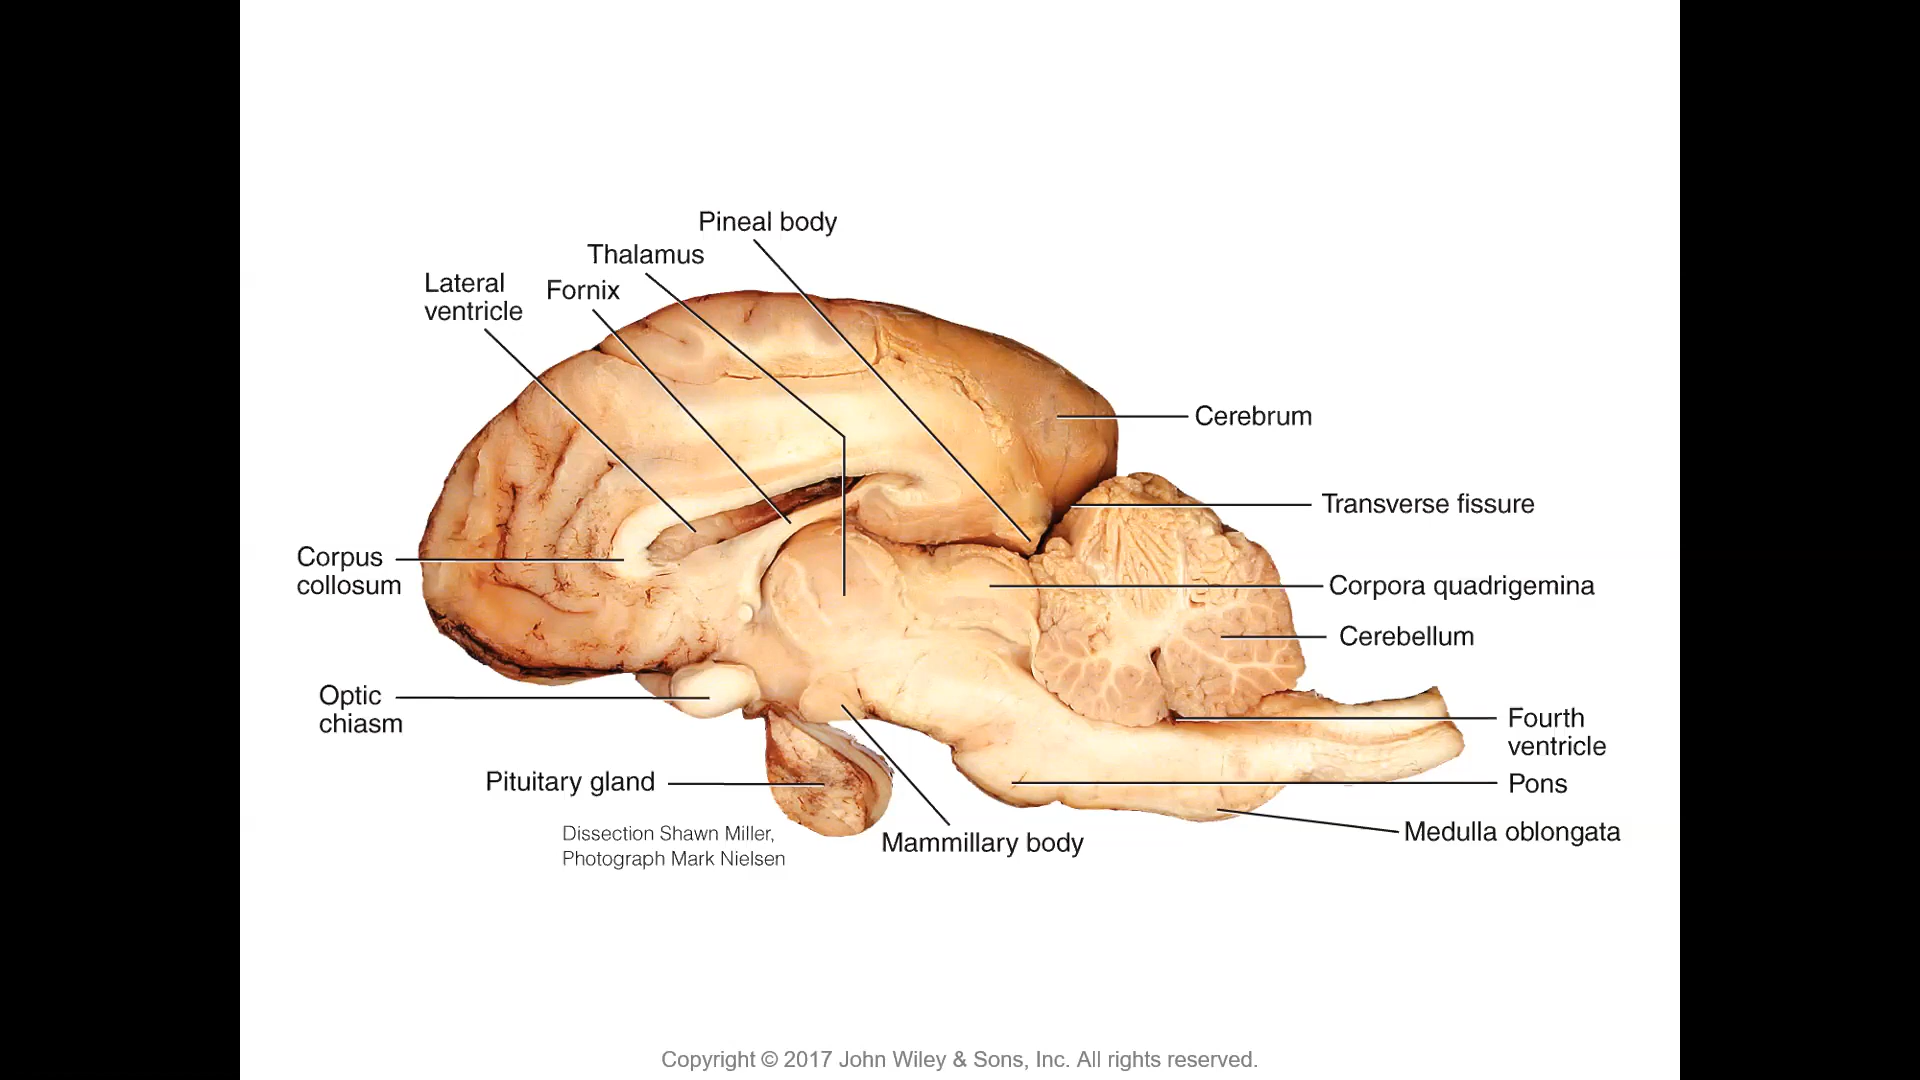 Pineal body
Thalamus
Lateral
ventricle
Fornix
Cerebrum
Transverse fissure
Corpus
collosum
Corpora quadrigemina
Cerebellum
Optic
chiasm
Fourth
ventricle
Pituitary gland
Pons
Mammillary body
Medulla oblongata
Dissection Shawn Miller,
Photograph Mark Nielsen
Copyright © 2017 John Wiley & Sons, Inc. All rights reserved.